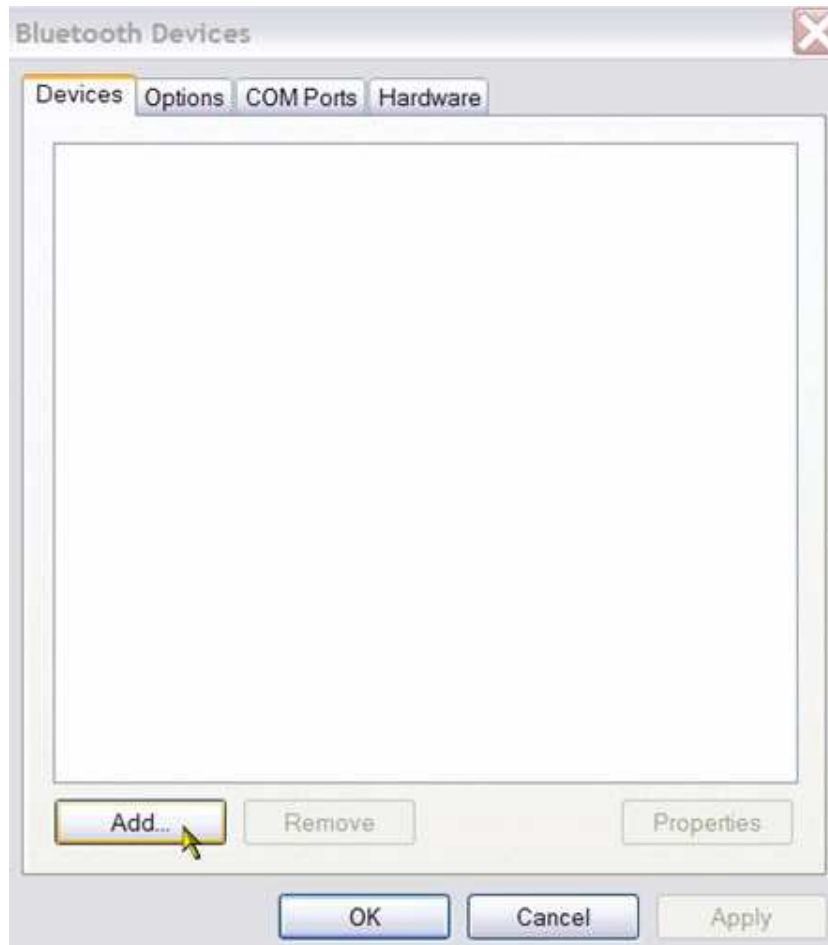 Bluetooth Devices
Devices Options COM Ports Hardware
Add... Remove Properties
OK Cancel Apply